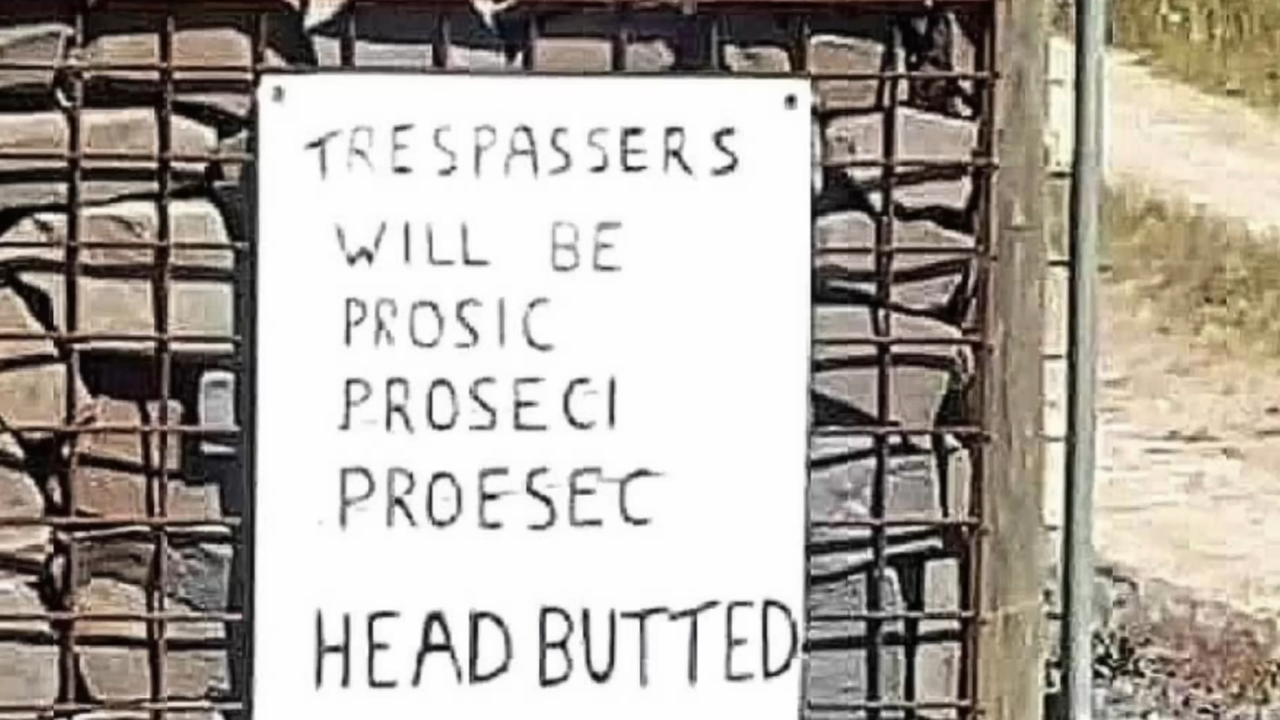 TRESPASSERS
WILL BE
PROSIC
PROSECI
PROESEC
HEAD BUTTED